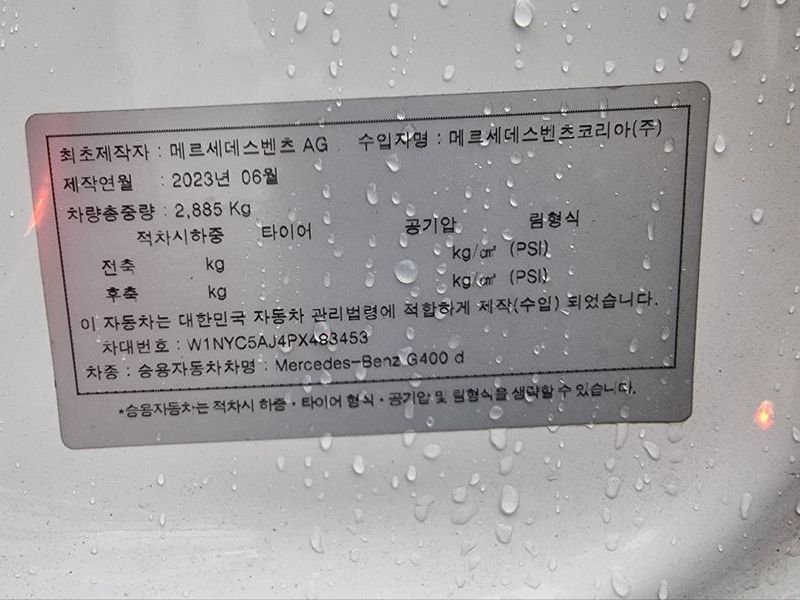 최초제작자 : 메르세데스벤츠 AG 수입자명 : 메르세데스벤츠코리아(주)
제작연월 : 2023년 06월
차량총중량 : 2,885 Kg
적차시하중 타이어 공기압 림형식
전축 kg kg/㎠ (PSI)
후축 kg kg/㎠ (PSI)
이 자동차는 대한민국 자동차 관리법령에 적합하게 제작(수입) 되었습니다.
차대번호 : W1NYC5AJ4PX483453
차종 : 승용자동차차명 : Mercedes-Benz G400 d
*승용자동차는 적차시 하중·타이어 형식·공기압 및 림형식을 생략할 수 있습니다.